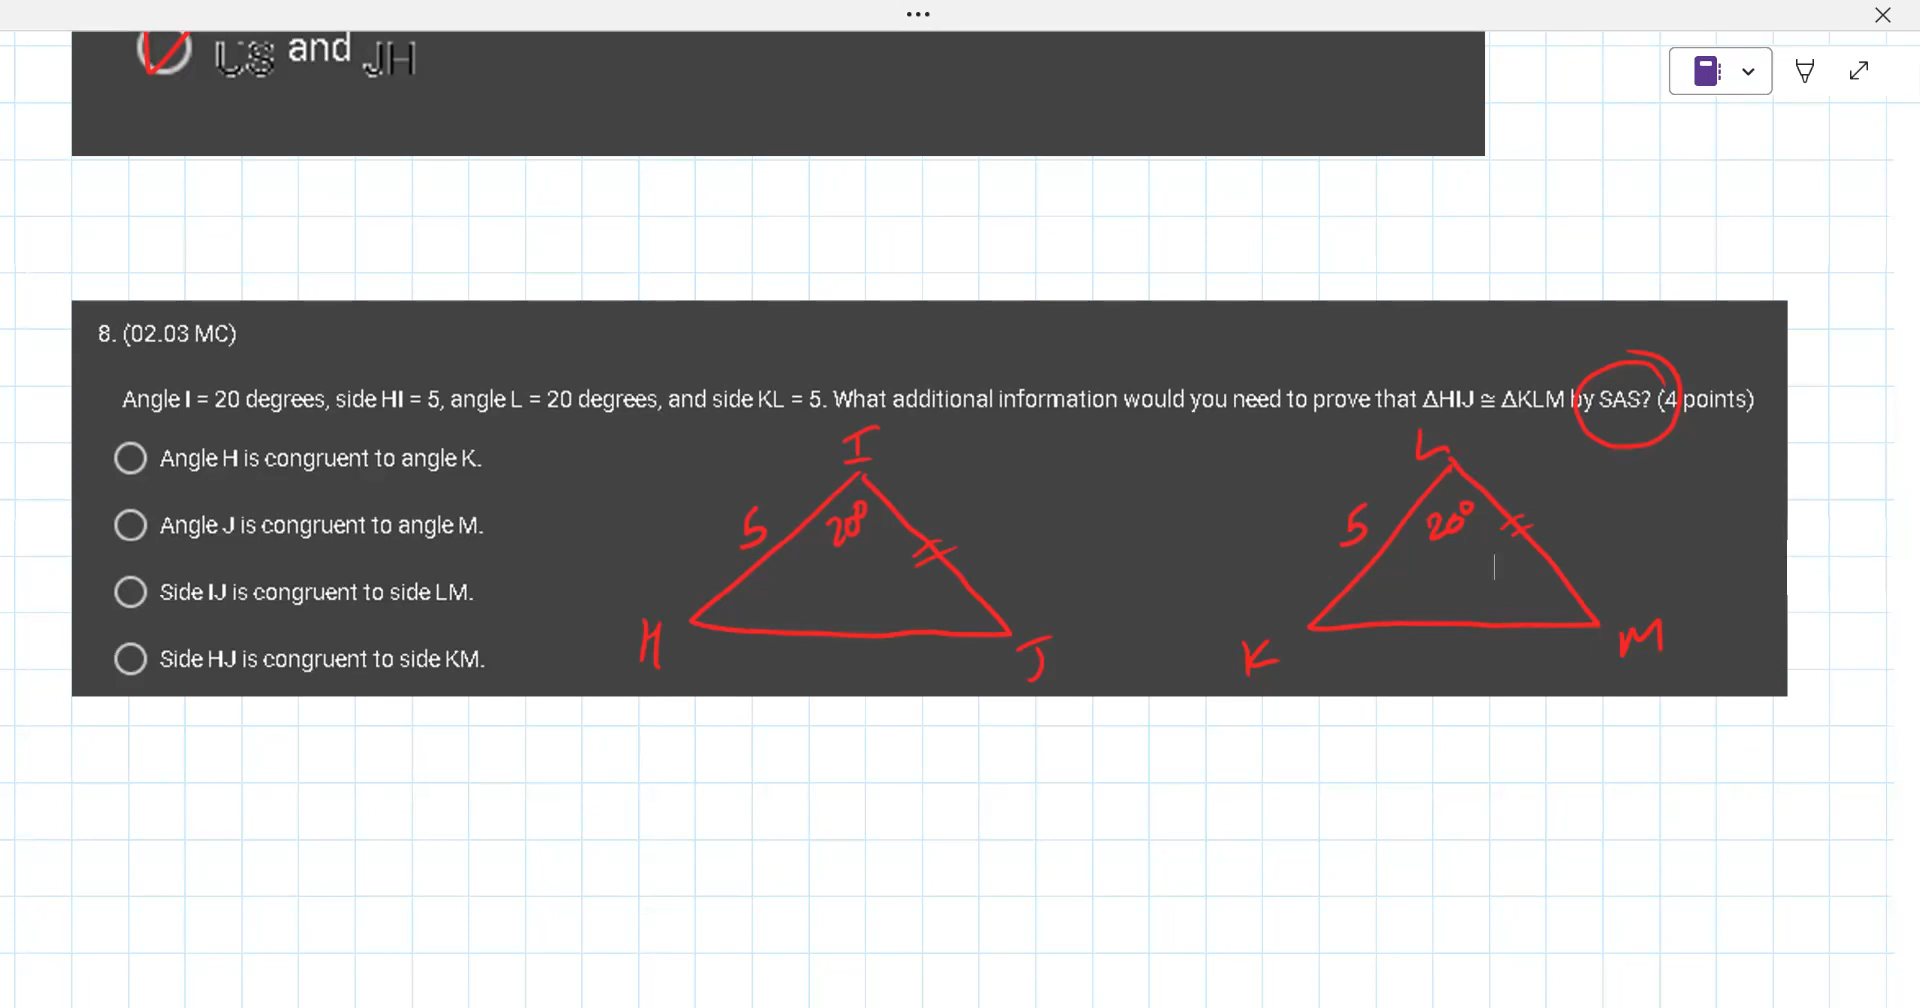 US and JH
8. (02.03 MC)
Angle I = 20 degrees, side HI = 5, angle L = 20 degrees, and side KL = 5. What additional information would you need to prove that ΔHIJ ≅ ΔKLM by SAS? (4 points)
Angle H is congruent to angle K.
Angle J is congruent to angle M.
Side IJ is congruent to side LM.
Side HJ is congruent to side KM.
I
5
20°
H
J
L
5
20°
K
M